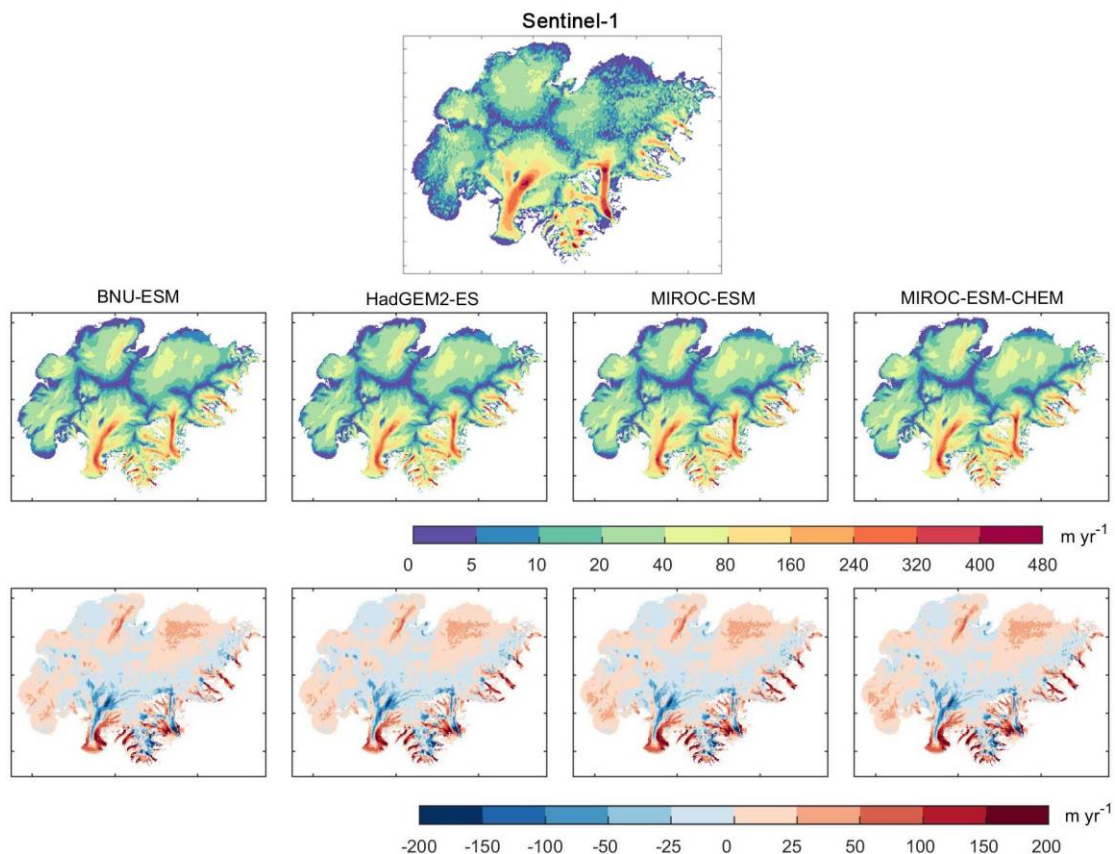 Sentinel-1
BNU-ESM HadGEM2-ES MIROC-ESM MIROC-ESM-CHEM
m yr-1
0 5 10 20 40 80 160 240 320 400 480
m yr-1
-200 -150 -100 -50 -25 0 25 50 100 150 200